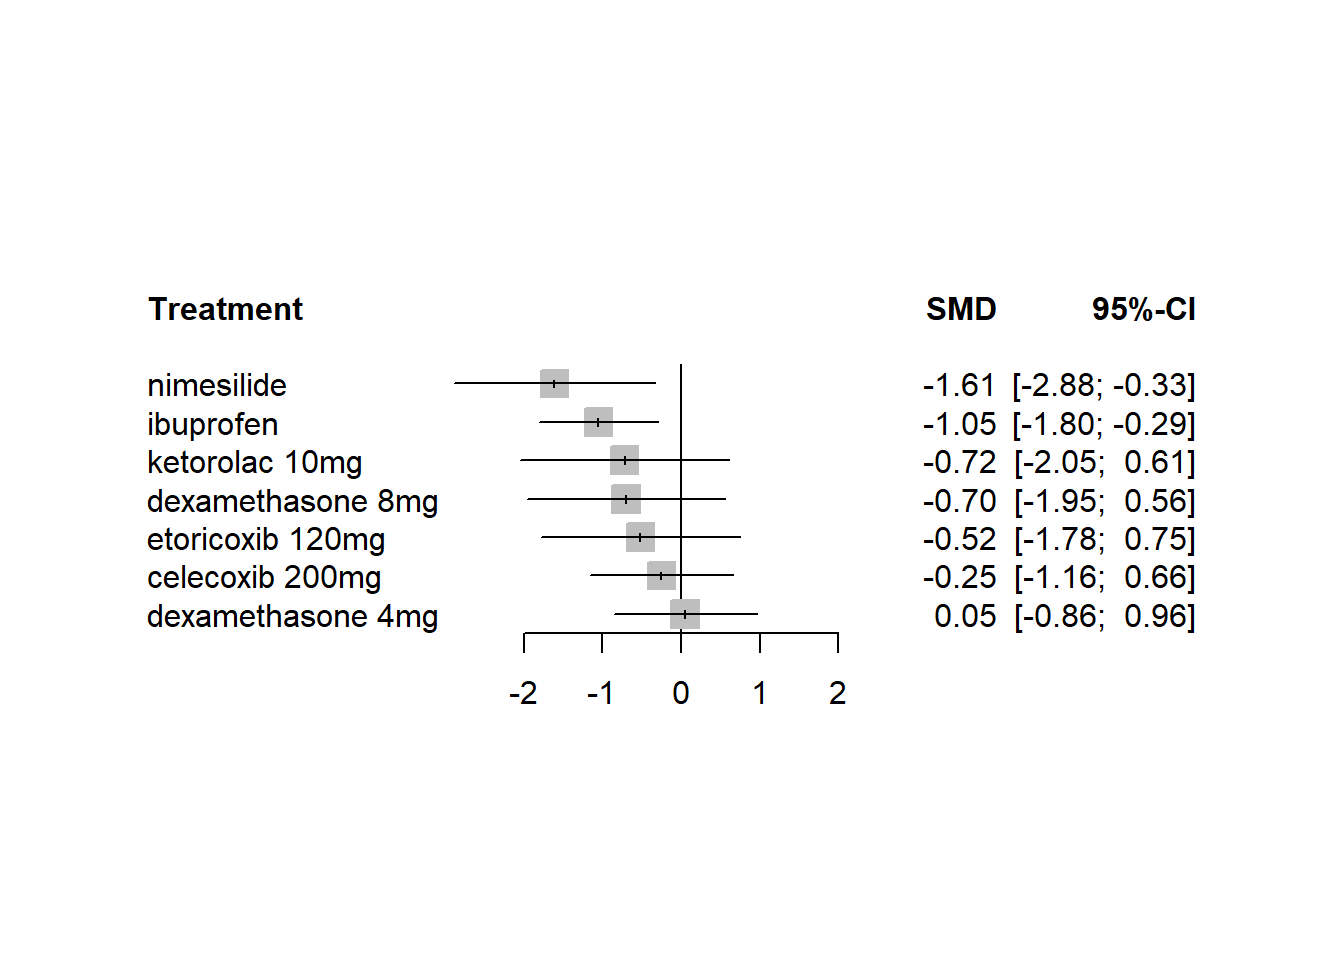 Treatment SMD 95%-CI
nimesilide -1.61 [-2.88; -0.33]
ibuprofen -1.05 [-1.80; -0.29]
ketorolac 10mg -0.72 [-2.05; 0.61]
dexamethasone 8mg -0.70 [-1.95; 0.56]
etoricoxib 120mg -0.52 [-1.78; 0.75]
celecoxib 200mg -0.25 [-1.16; 0.66]
dexamethasone 4mg 0.05 [-0.86; 0.96]
-2 -1 0 1 2